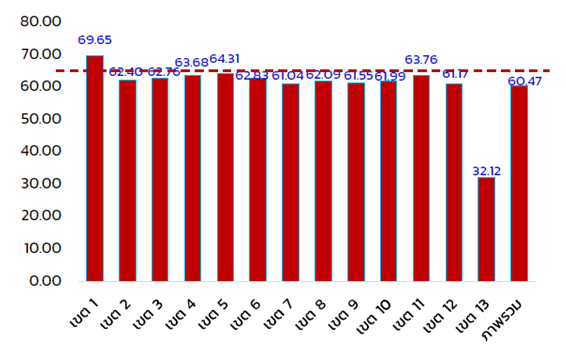 80.00
70.00
60.00
50.00
40.00
30.00
20.00
10.00
0.00
69.65
62.40
62.76
63.68
64.31
62.83
61.04
62.09
61.55
61.99
63.76
61.17
32.12
60.47
เขต 1
เขต 2
เขต 3
เขต 4
เขต 5
เขต 6
เขต 7
เขต 8
เขต 9
เขต 10
เขต 11
เขต 12
เขต 13
ภาพรวม